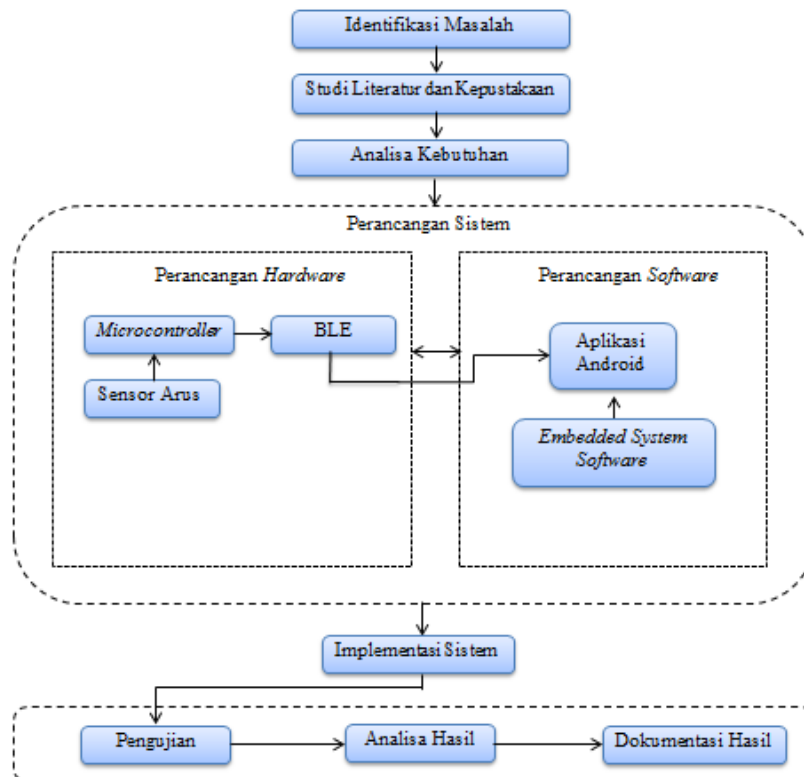 Identifikasi Masalah
Studi Literatur dan Kepustakaan
Analisa Kebutuhan
Perancangan Sistem
Perancangan Hardware
Microcontroller
BLE
Sensor Arus
Perancangan Software
Aplikasi
Android
Embedded System
Software
Implementasi Sistem
Pengujian
Analisa Hasil
Dokumentasi Hasil